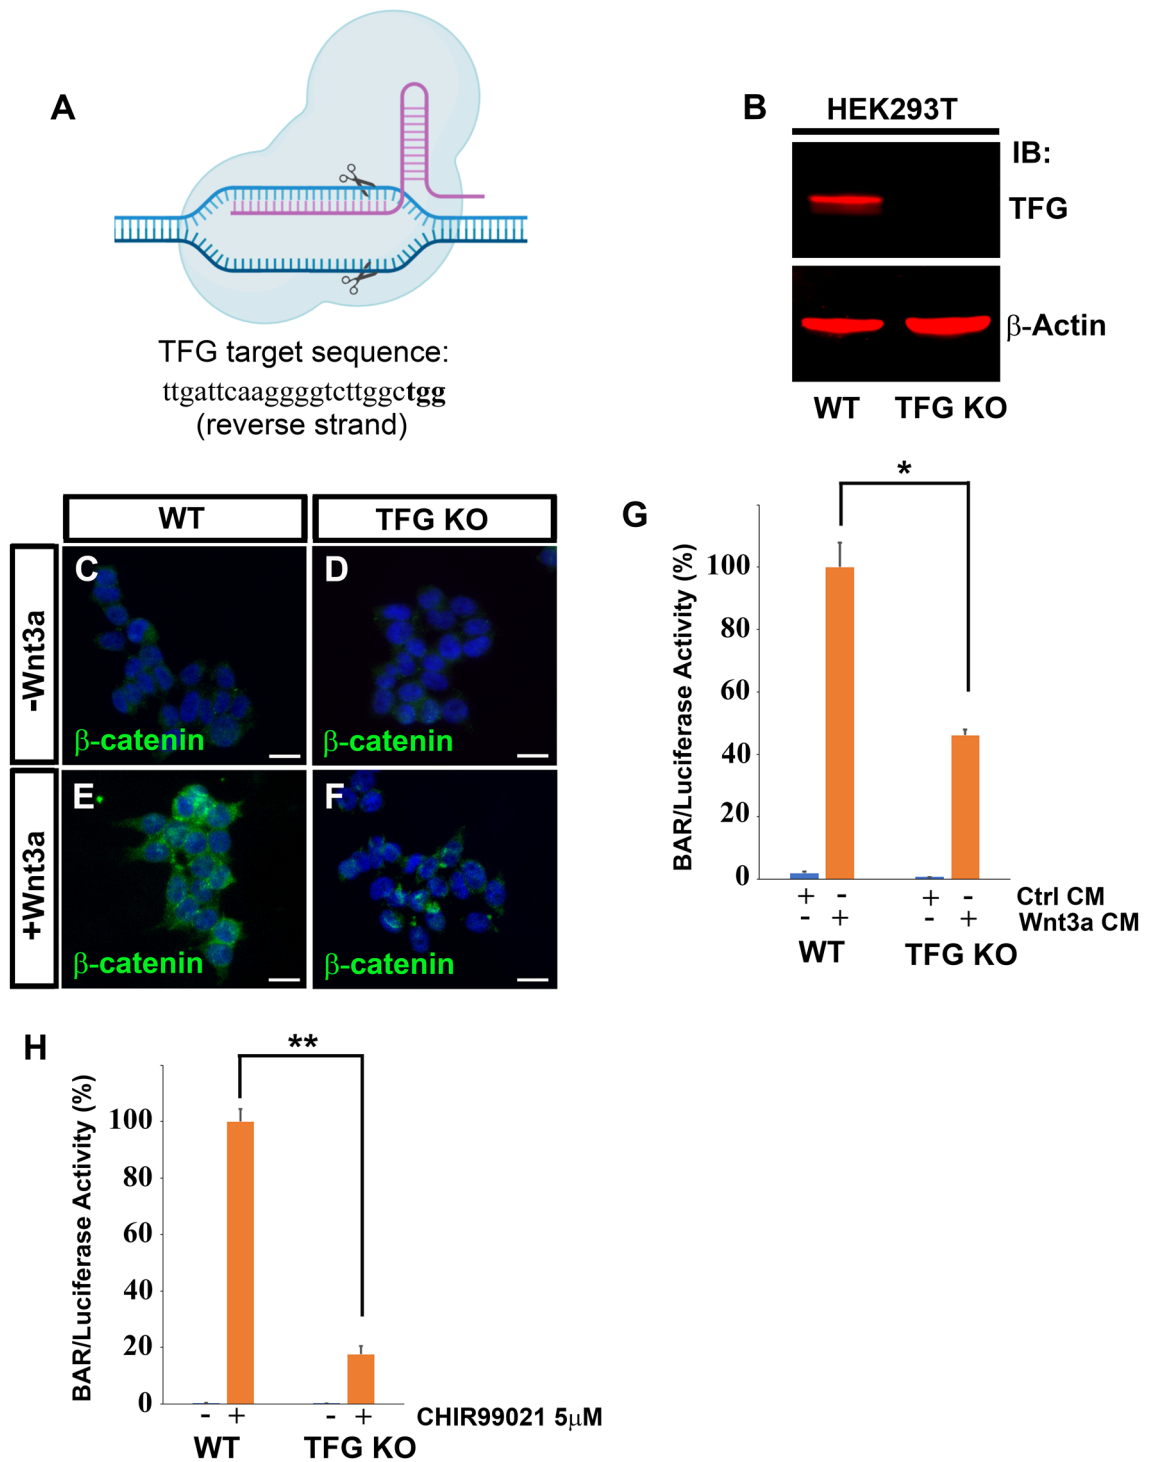 A
TFG target sequence:
ttgattcaaggggtcttggctgg
(reverse strand)
B
HEK293T
IB:
TFG
β-Actin
WT TFG KO
WT TFG KO
-Wnt3a
C
β-catenin
D
β-catenin
+Wnt3a
E
β-catenin
F
β-catenin
G
*
BAR/Luciferase Activity (%)
100
80
60
40
20
0
+ - + - Ctrl CM
- + - + Wnt3a CM
WT TFG KO
H
**
BAR/Luciferase Activity (%)
100
80
60
40
20
0
- + - + CHIR99021 5μM
WT TFG KO